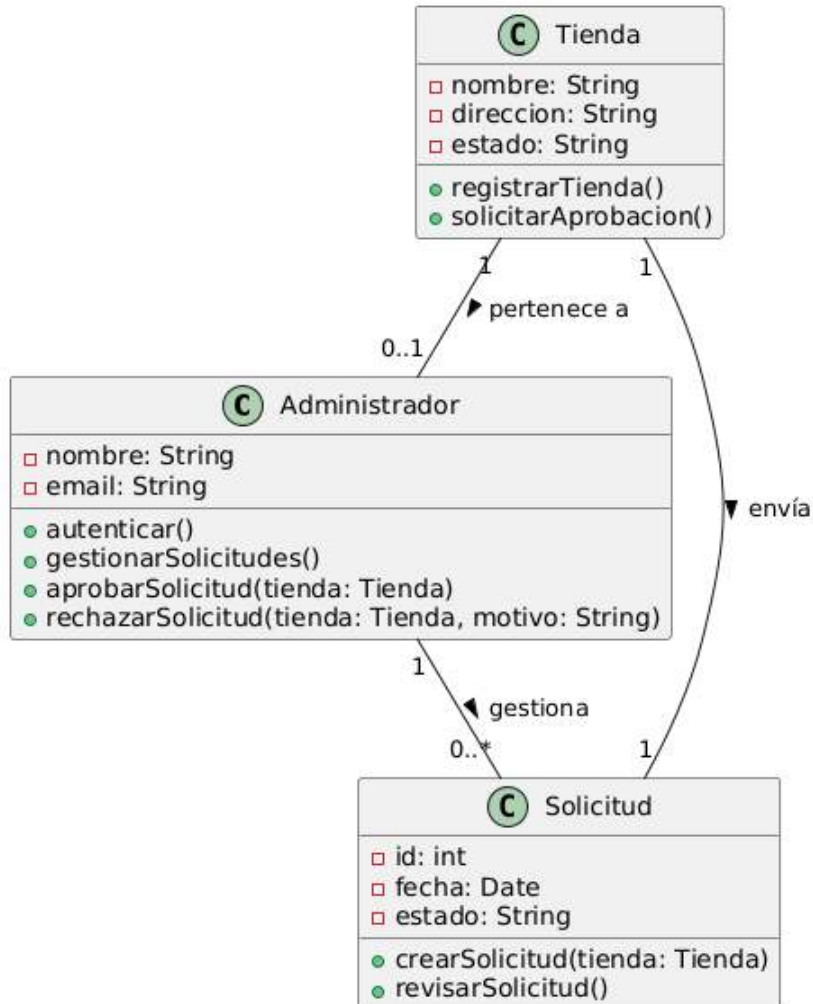 C Tienda
nombre: String
direccion: String
estado: String
registrarTienda()
solicitarAprobacion()
1
1
pertenece a
0..1
C Administrador
nombre: String
email: String
autenticar()
gestionarSolicitudes()
aprobarSolicitud(tienda: Tienda)
rechazarSolicitud(tienda: Tienda, motivo: String)
envía
1
gestiona
0..*
1
C Solicitud
id: int
fecha: Date
estado: String
crearSolicitud(tienda: Tienda)
revisarSolicitud()